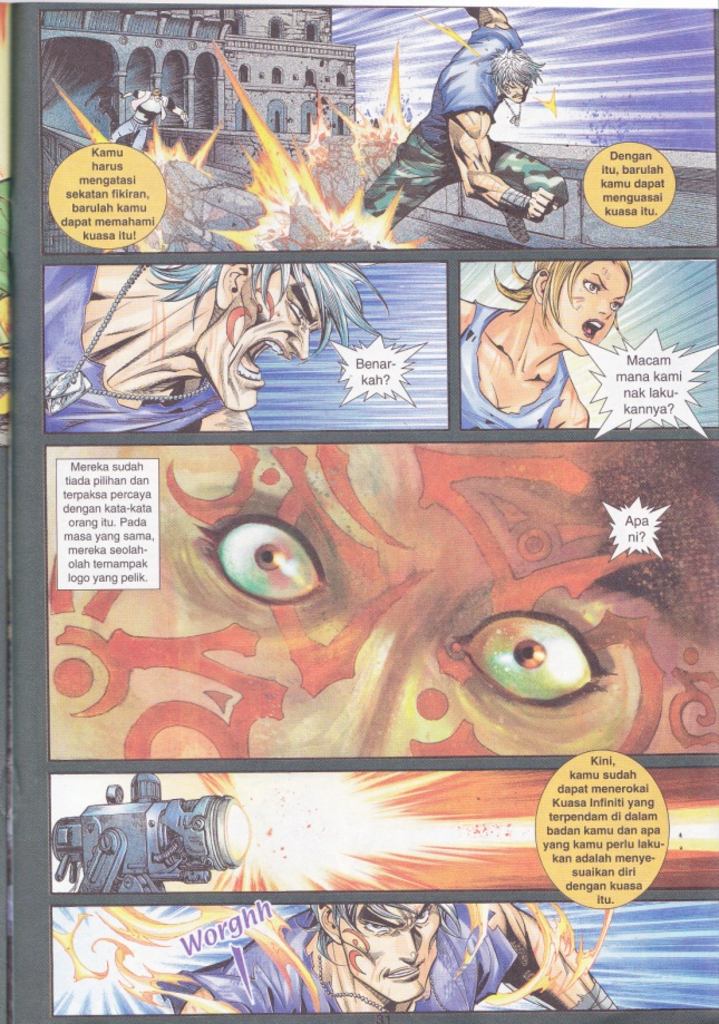 Kamu
harus
mengatasi
sekatan fikiran,
barulah kamu
dapat memahami
kuasa itu!
Dengan
itu, barulah
kamu dapat
menguasai
kuasa itu.
Benar-
kah?
Macam
mana kami
nak laku-
kannya?
Mereka sudah
tiada pilihan dan
terpaksa percaya
dengan kata-kata
orang itu. Pada
masa yang sama,
mereka seolah-
olah ternampak
logo yang pelik.
Apa
ni?
Kini,
kamu sudah
dapat menerokai
Kuasa Infiniti yang
terpendam di dalam
badan kamu dan apa
yang kamu perlu laku-
kan adalah menye-
suaikan diri
dengan kuasa
itu.
Worghh
!
31